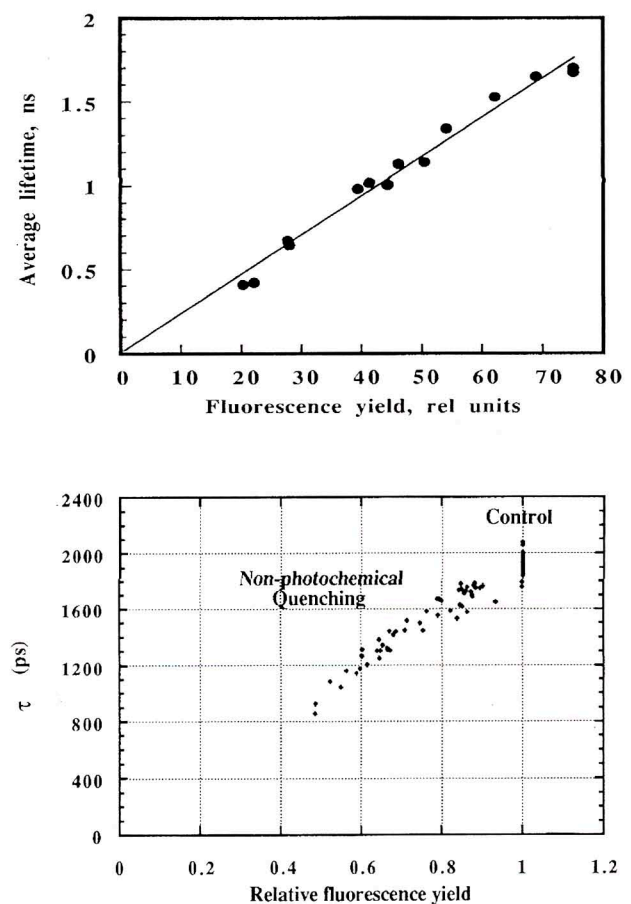 2
1.5
1
0.5
0
Average lifetime, ns
0 10 20 30 40 50 60 70 80
Fluorescence yield, rel units
2400
2000
1600
1200
800
400
0
τ (ps)
Control
Non-photochemical
Quenching
0 0.2 0.4 0.6 0.8 1 1.2
Relative fluorescence yield